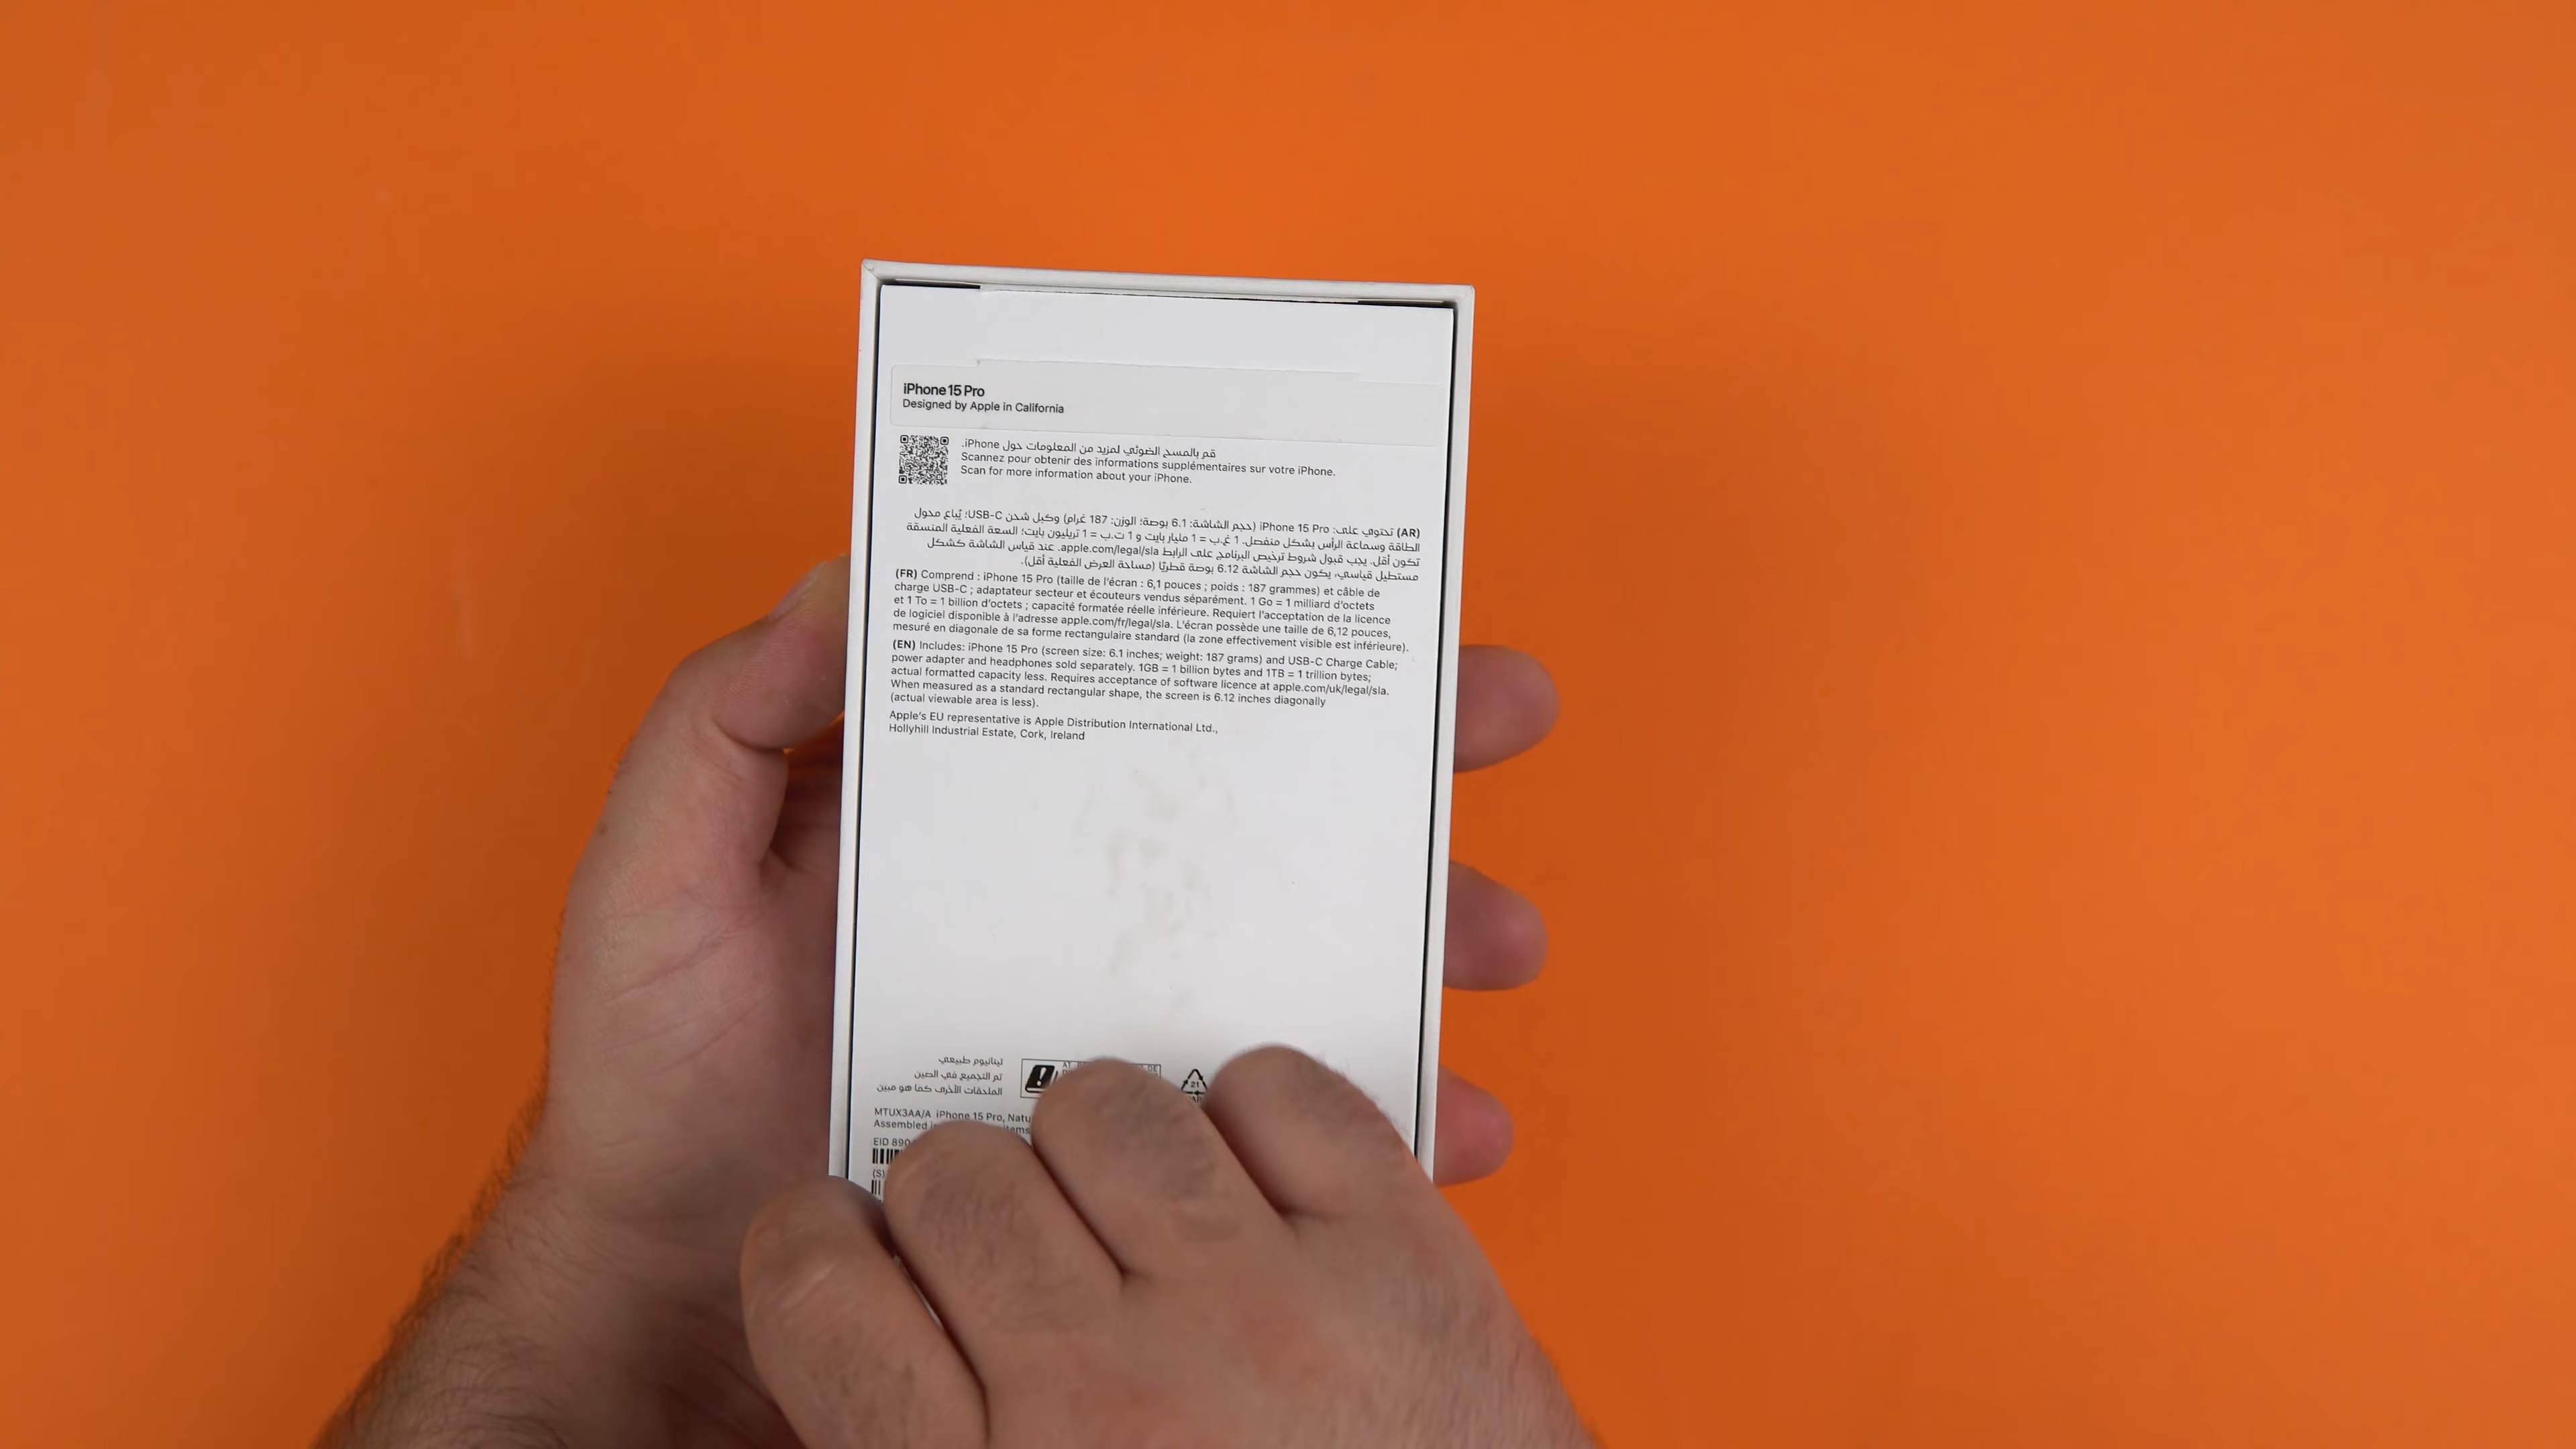 iPhone 15 Pro
Designed by Apple in California
قم بالمسح الضوئي لمزيد من المعلومات حول iPhone.
Scannez pour obtenir des informations supplémentaires sur votre iPhone.
Scan for more information about your iPhone.
(AR) تحتوي على: iPhone 15 Pro (حجم الشاشة: 6.1 بوصة؛ الوزن: 187 غرام) وكبل شحن USB-C؛ يُباع محول
الطاقة وسماعة الرأس بشكل منفصل. 1 غ.ب = 1 مليار بايت و 1 ت.ب = 1 تريليون بايت؛ السعة الفعلية المنسقة
تكون أقل. يجب قبول شروط ترخيص البرنامج على الرابط apple.com/legal/sla. عند قياس الشاشة كشكل
مستطيل قياسي، يكون حجم الشاشة 6.12 بوصة قطريًا (مساحة العرض الفعلية أقل).
(FR) Comprend : iPhone 15 Pro (taille de l'écran : 6,1 pouces ; poids : 187 grammes) et câble de
charge USB-C ; adaptateur secteur et écouteurs vendus séparément. 1 Go = 1 milliard d'octets
et 1 To = 1 billion d'octets ; capacité formatée réelle inférieure. Requiert l'acceptation de la licence
de logiciel disponible à l'adresse apple.com/fr/legal/sla. L'écran possède une taille de 6,12 pouces,
mesuré en diagonale de sa forme rectangulaire standard (la zone effectivement visible est inférieure).
(EN) Includes: iPhone 15 Pro (screen size: 6.1 inches; weight: 187 grams) and USB-C Charge Cable;
power adapter and headphones sold separately. 1GB = 1 billion bytes and 1TB = 1 trillion bytes;
actual formatted capacity less. Requires acceptance of software licence at apple.com/uk/legal/sla.
When measured as a standard rectangular shape, the screen is 6.12 inches diagonally
(actual viewable area is less).
Apple's EU representative is Apple Distribution International Ltd.,
Hollyhill Industrial Estate, Cork, Ireland
تيتانيوم طبيعي
تم التجميع في الصين
الملحقات الأخرى كما هو مبين
21
MTUX3AA/A iPhone 15 Pro,
Assembled
EID
(S)